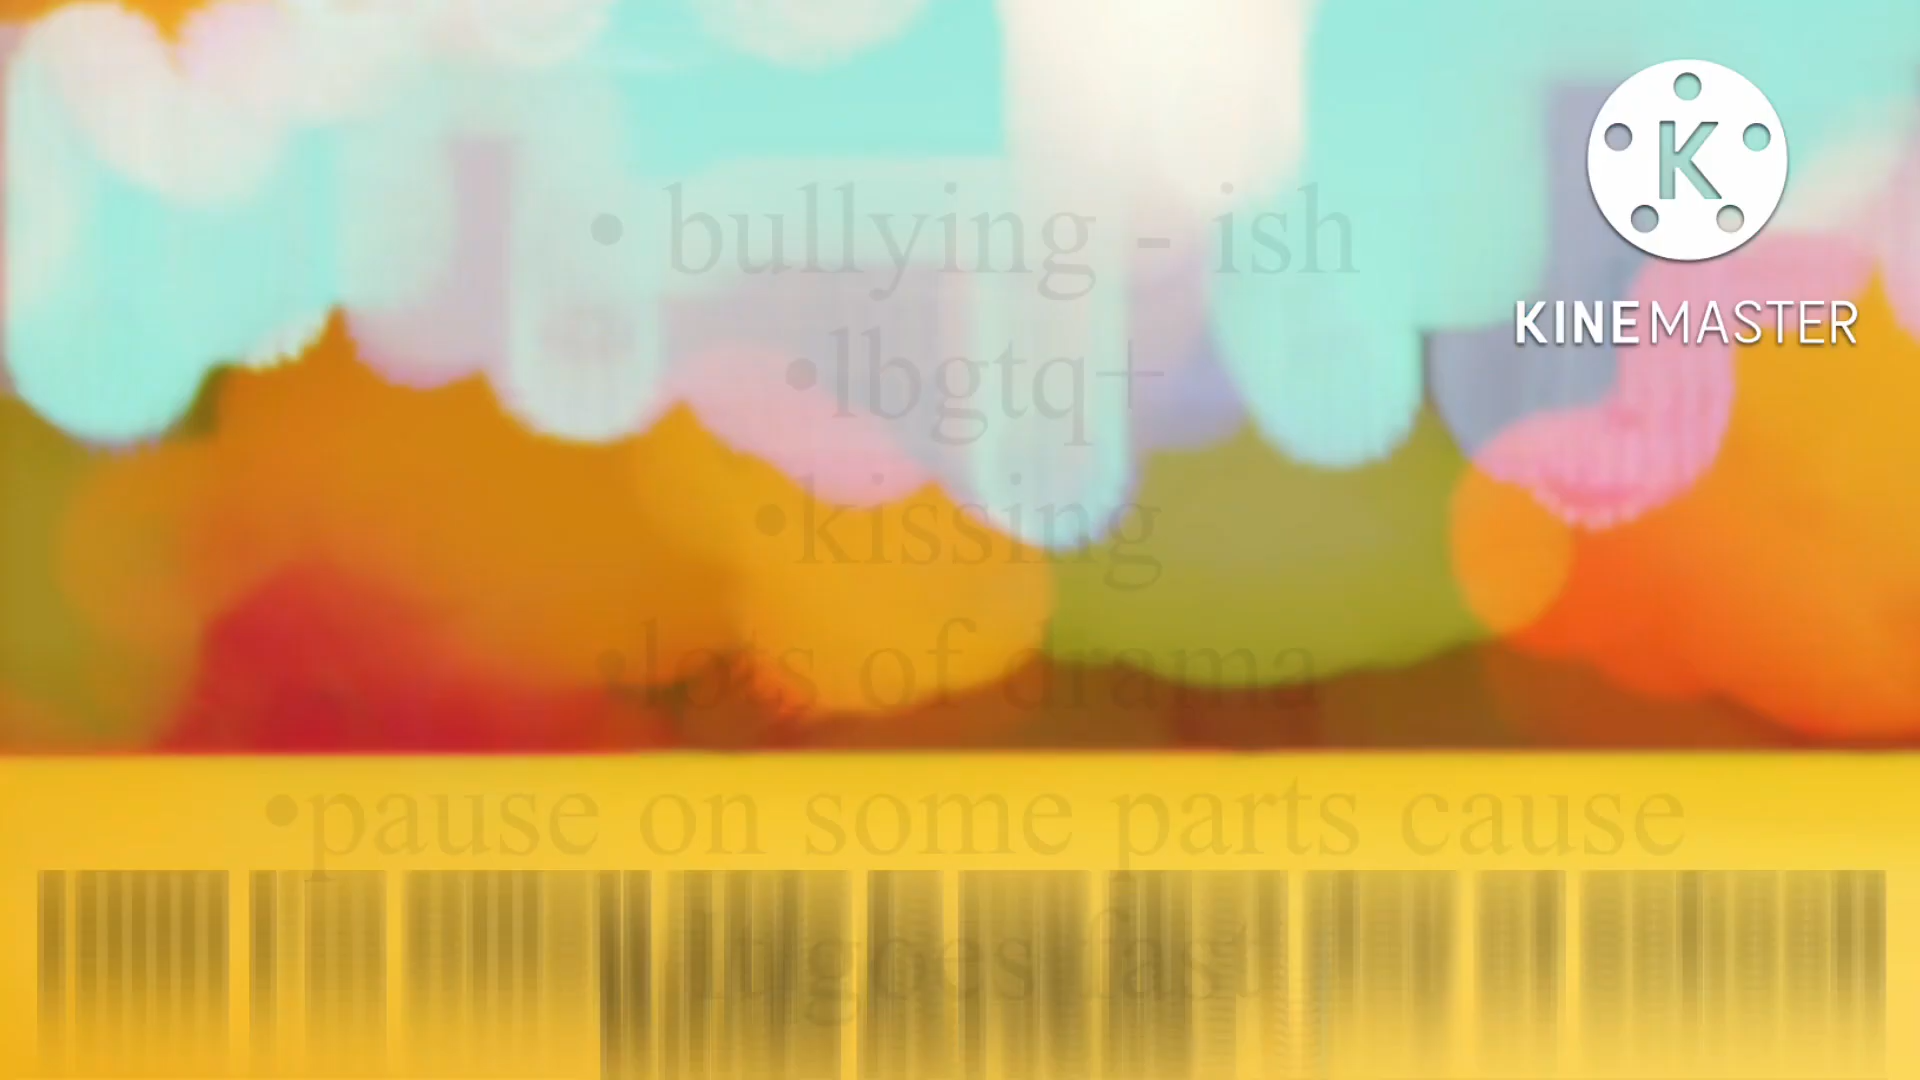 • bullying - ish
KINEMASTER
•lbgtq+
•kissing
•lots of drama
•pause on some parts cause
it goes fast